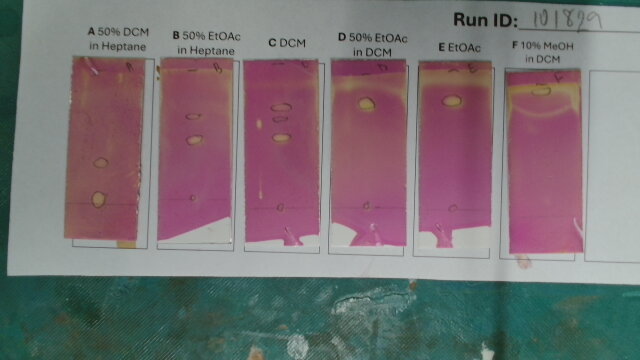 Run ID: 101829
A 50% DCM
in Heptane
B 50% EtOAc
in Heptane
C DCM
D 50% EtOAc
in DCM
E EtOAc
F 10% MeOH
in DCM